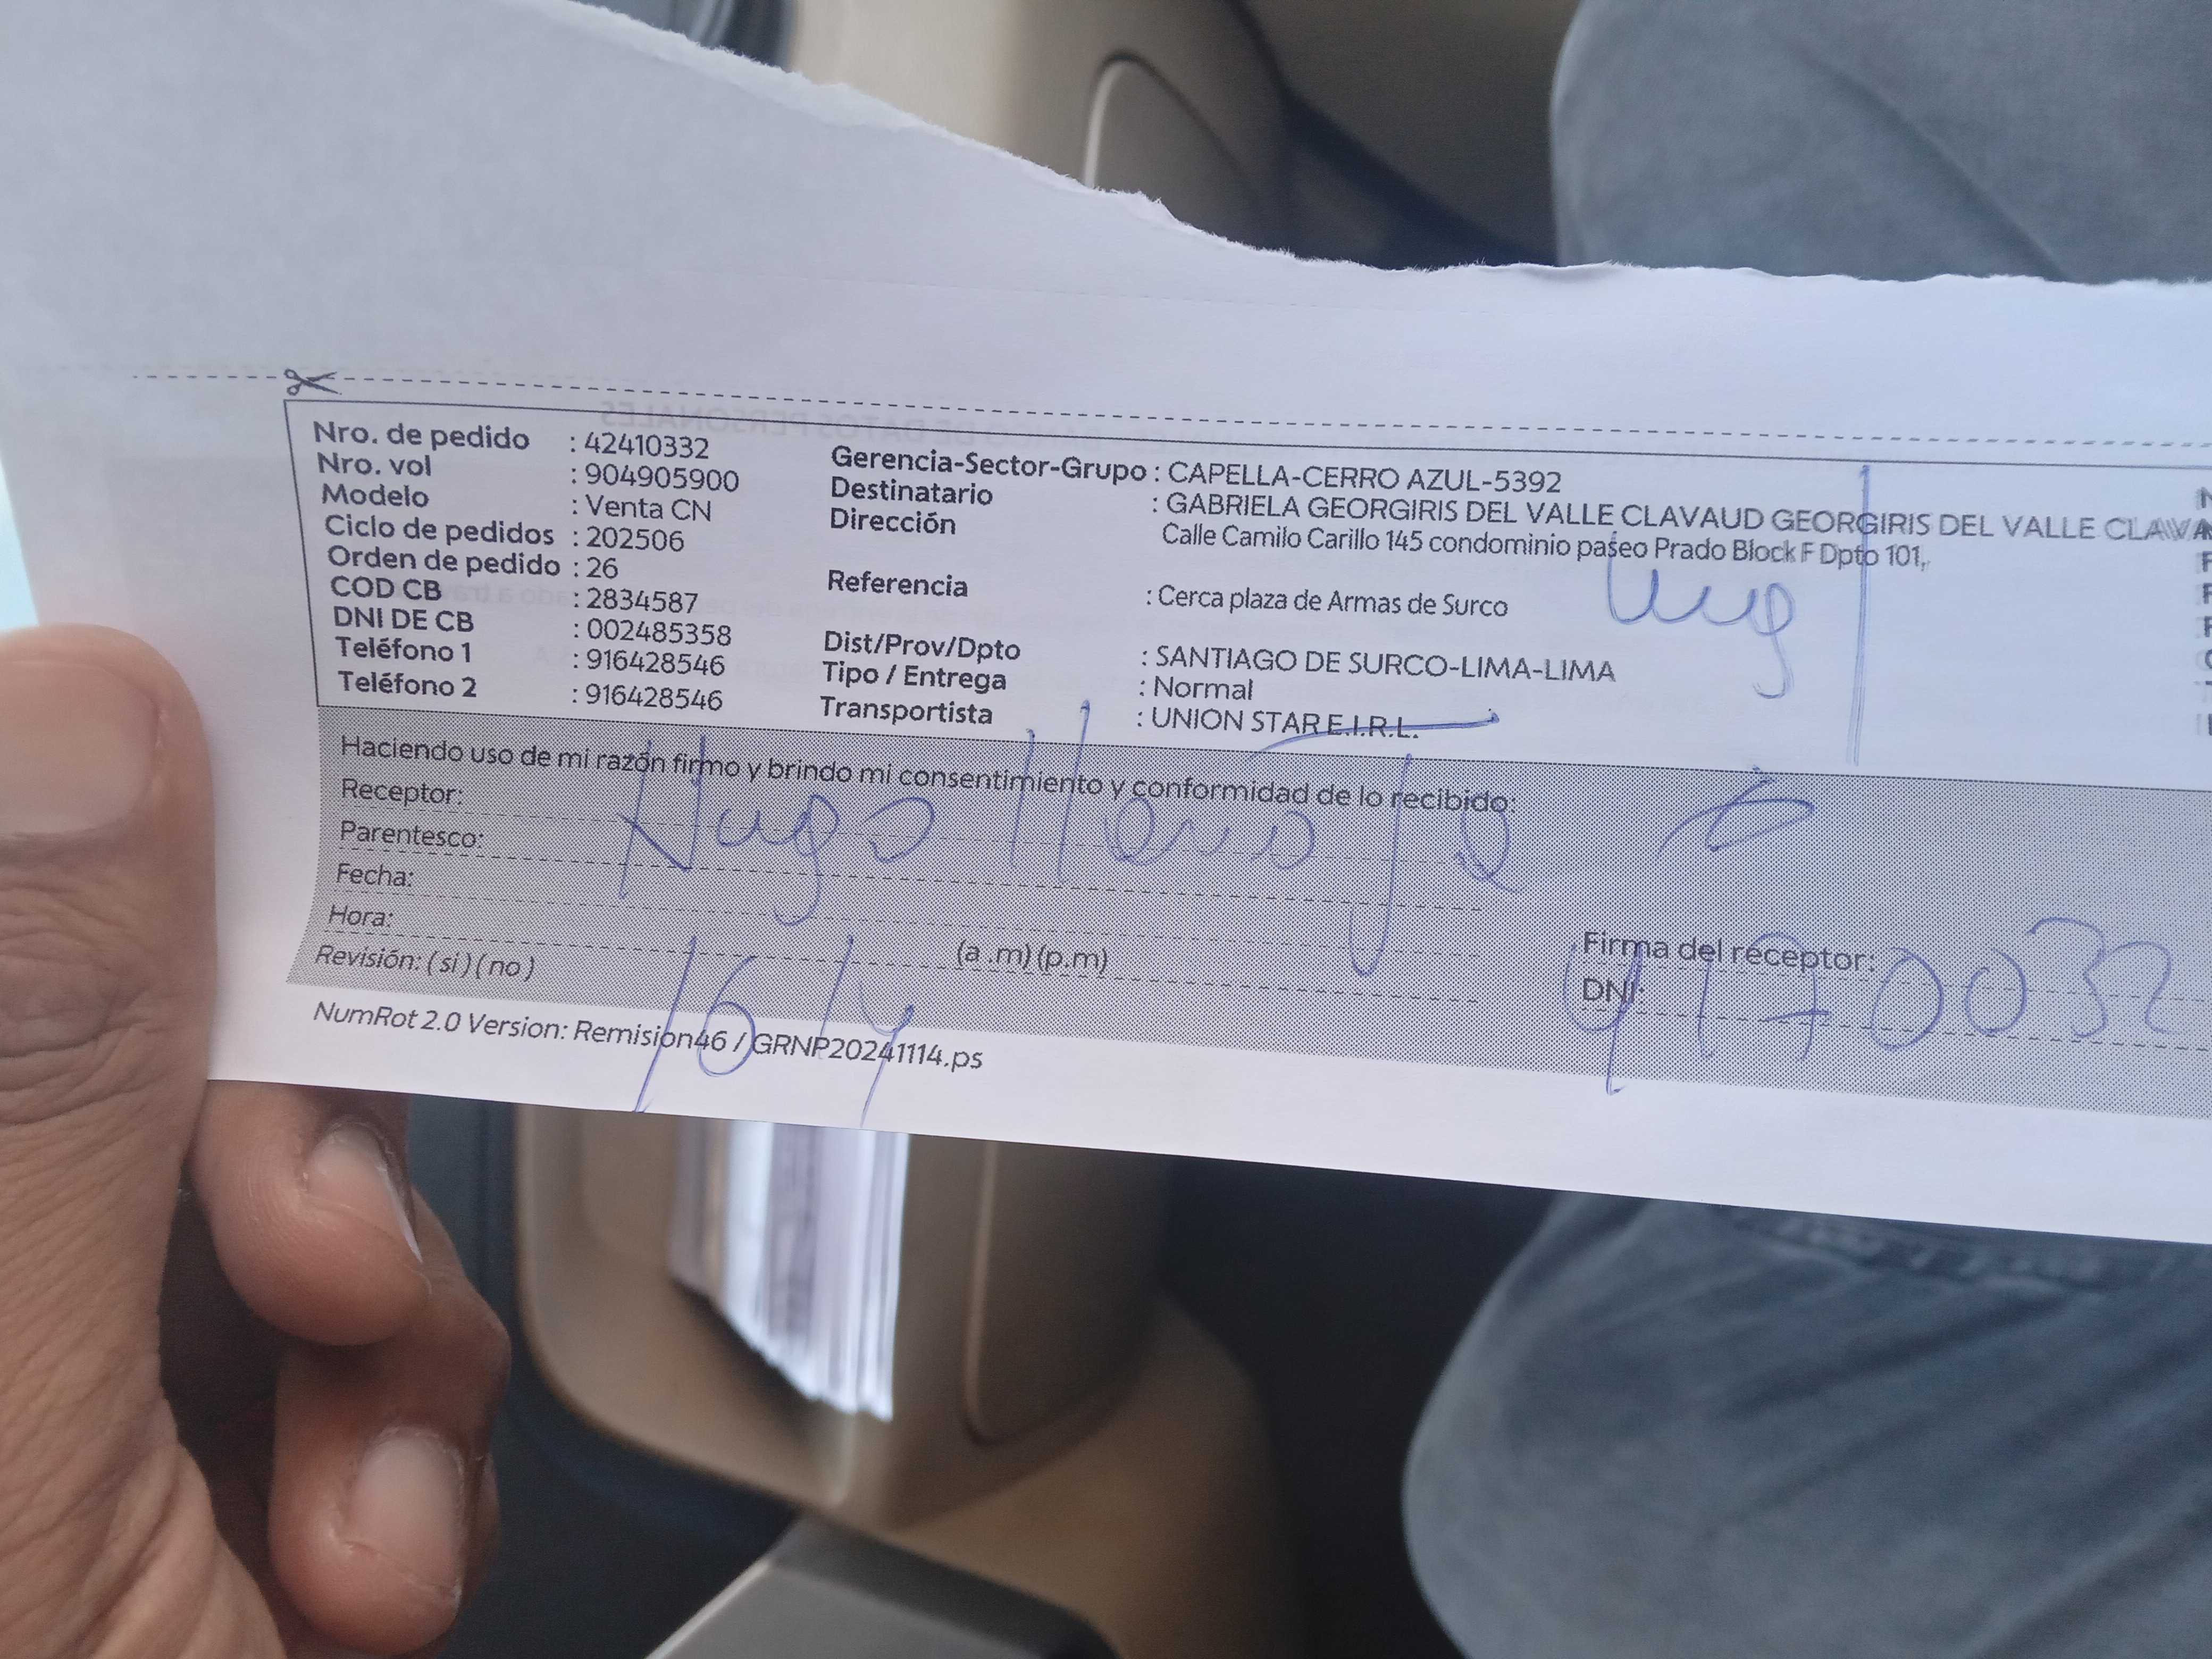 Nro. de pedido : 42410332
Nro. vol : 904905900
Modelo : Venta CN
Ciclo de pedidos : 202506
Orden de pedido : 26
COD CB : 2834587
DNI DE CB : 002485358
Teléfono 1 : 916428546
Teléfono 2 : 916428546
Gerencia-Sector-Grupo : CAPELLA-CERRO AZUL-5392
Destinatario : GABRIELA GEORGIRIS DEL VALLE CLAVAUD GEORGIRIS DEL VALLE CLAVA
Dirección Calle Camilo Carillo 145 condominio paseo Prado Block F Dpto 101,
Referencia : Cerca plaza de Armas de Surco
Dist/Prov/Dpto : SANTIAGO DE SURCO-LIMA-LIMA
Tipo / Entrega : Normal
Transportista : UNION STAR E.I.R.L.
Haciendo uso de mi razón firmo y brindo mi consentimiento y conformidad de lo recibido:
Receptor: Hugo
Parentesco:
Fecha:
Hora: (a .m) (p.m)
Revisión: ( si ) ( no )
16/4
Firma del receptor:
DNI: 4170032
NumRot 2.0 Version: Remision46 / GRNP20241114.ps